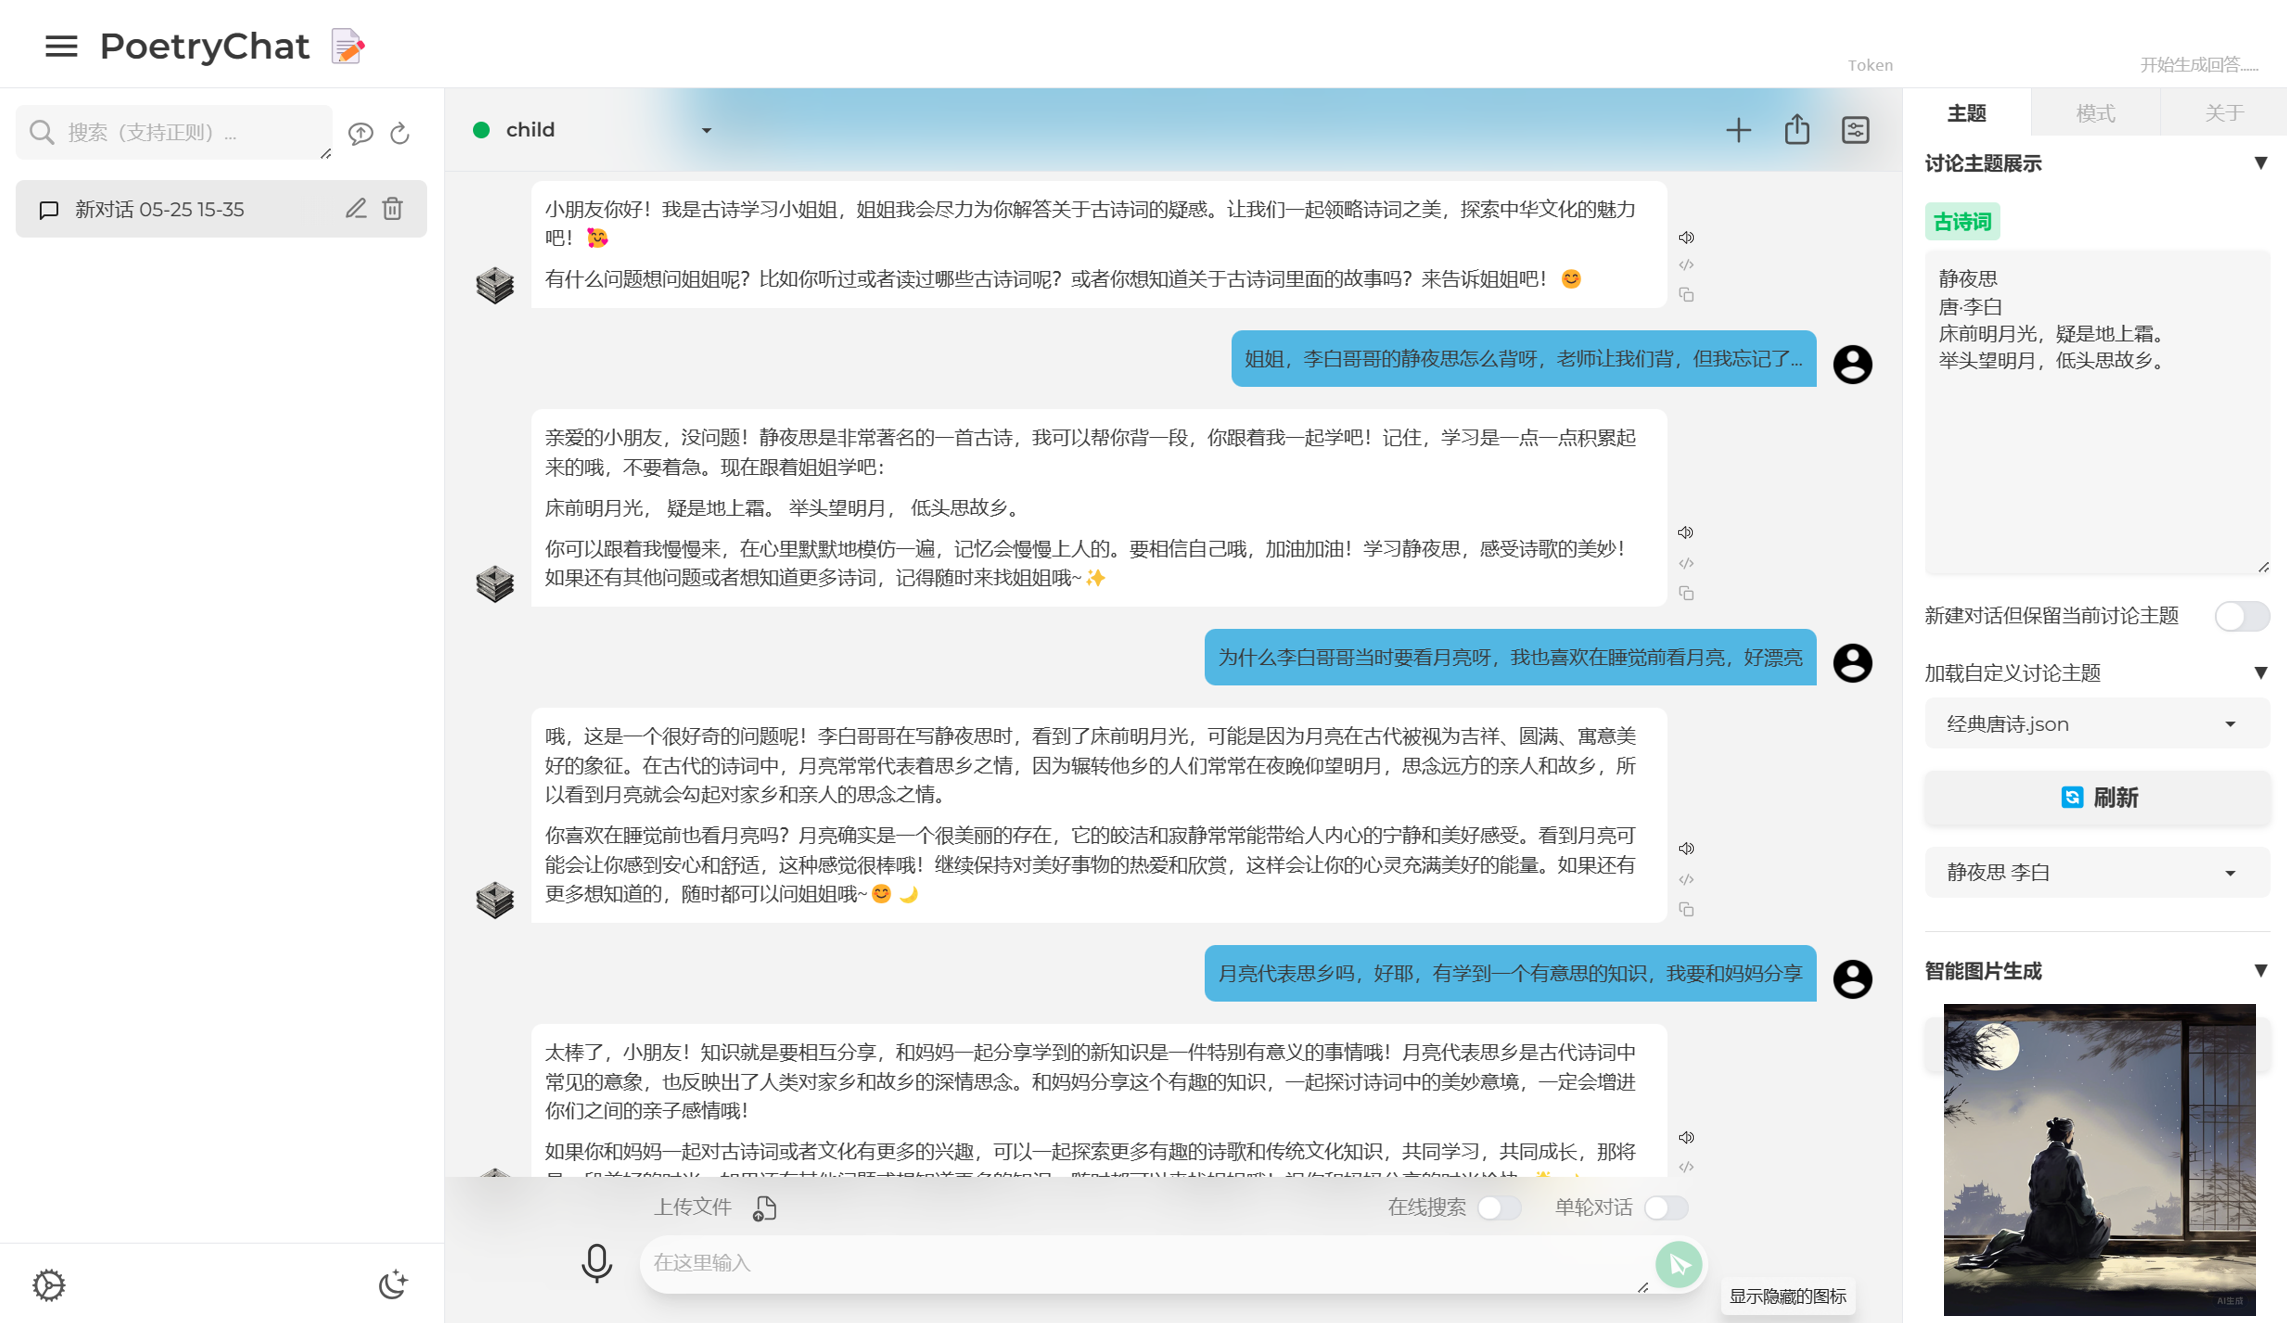 PoetryChat
Token
开始生成回答......
搜索（支持正则）...
新对话 05-25 15-35
child
小朋友你好！我是古诗学习小姐姐，姐姐我会尽力为你解答关于古诗词的疑惑。让我们一起领略诗词之美，探索中华文化的魅力
吧！🥰
有什么问题想问姐姐呢？比如你听过或者读过哪些古诗词呢？或者你想知道关于古诗词里面的故事吗？来告诉姐姐吧！😊
姐姐，李白哥哥的静夜思怎么背呀，老师让我们背，但我忘记了...
亲爱的小朋友，没问题！静夜思是非常著名的一首古诗，我可以帮你背一段，你跟着我一起学吧！记住，学习是一点一点积累起
来的哦，不要着急。现在跟着姐姐学吧：
床前明月光， 疑是地上霜。 举头望明月， 低头思故乡。
你可以跟着我慢慢来，在心里默默地模仿一遍，记忆会慢慢上人的。要相信自己哦，加油加油！学习静夜思，感受诗歌的美妙！
如果还有其他问题或者想知道更多诗词，记得随时来找姐姐哦~✨
为什么李白哥哥当时要看月亮呀，我也喜欢在睡觉前看月亮，好漂亮
哦，这是一个很好奇的问题呢！李白哥哥在写静夜思时，看到了床前明月光，可能是因为月亮在古代被视为吉祥、圆满、寓意美
好的象征。在古代的诗词中，月亮常常代表着思乡之情，因为辗转他乡的人们常常在夜晚仰望明月，思念远方的亲人和故乡，所
以看到月亮就会勾起对家乡和亲人的思念之情。
你喜欢在睡觉前也看月亮吗？月亮确实是一个很美丽的存在，它的皎洁和寂静常常能带给人内心的宁静和美好感受。看到月亮可
能会让你感到安心和舒适，这种感觉很棒哦！继续保持对美好事物的热爱和欣赏，这样会让你的心灵充满美好的能量。如果还有
更多想知道的，随时都可以问姐姐哦~😊🌙
月亮代表思乡吗，好耶，有学到一个有意思的知识，我要和妈妈分享
太棒了，小朋友！知识就是要相互分享，和妈妈一起分享学到的新知识是一件特别有意义的事情哦！月亮代表思乡是古代诗词中
常见的意象，也反映出了人类对家乡和故乡的深情思念。和妈妈分享这个有趣的知识，一起探讨诗词中的美妙意境，一定会增进
你们之间的亲子感情哦！
如果你和妈妈一起对古诗词或者文化有更多的兴趣，可以一起探索更多有趣的诗歌和传统文化知识，共同学习，共同成长，那将
上传文件
在线搜索
单轮对话
在这里输入
显示隐藏的图标
主题
模式
关于
讨论主题展示
▼
古诗词
静夜思
唐·李白
床前明月光，疑是地上霜。
举头望明月，低头思故乡。
新建对话但保留当前讨论主题
加载自定义讨论主题
▼
经典唐诗.json
刷新
静夜思 李白
智能图片生成
▼
AI生成